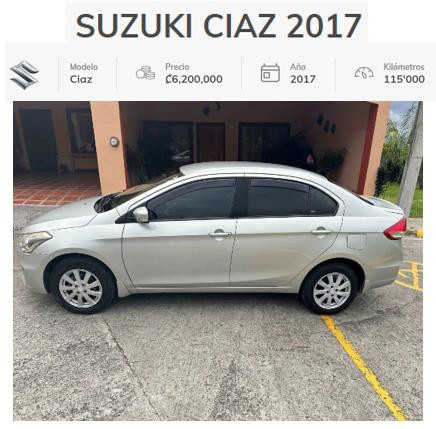 SUZUKI CIAZ 2017
Modelo
Ciaz
Precio
₡6,200,000
Año
2017
Kilómetros
115'000